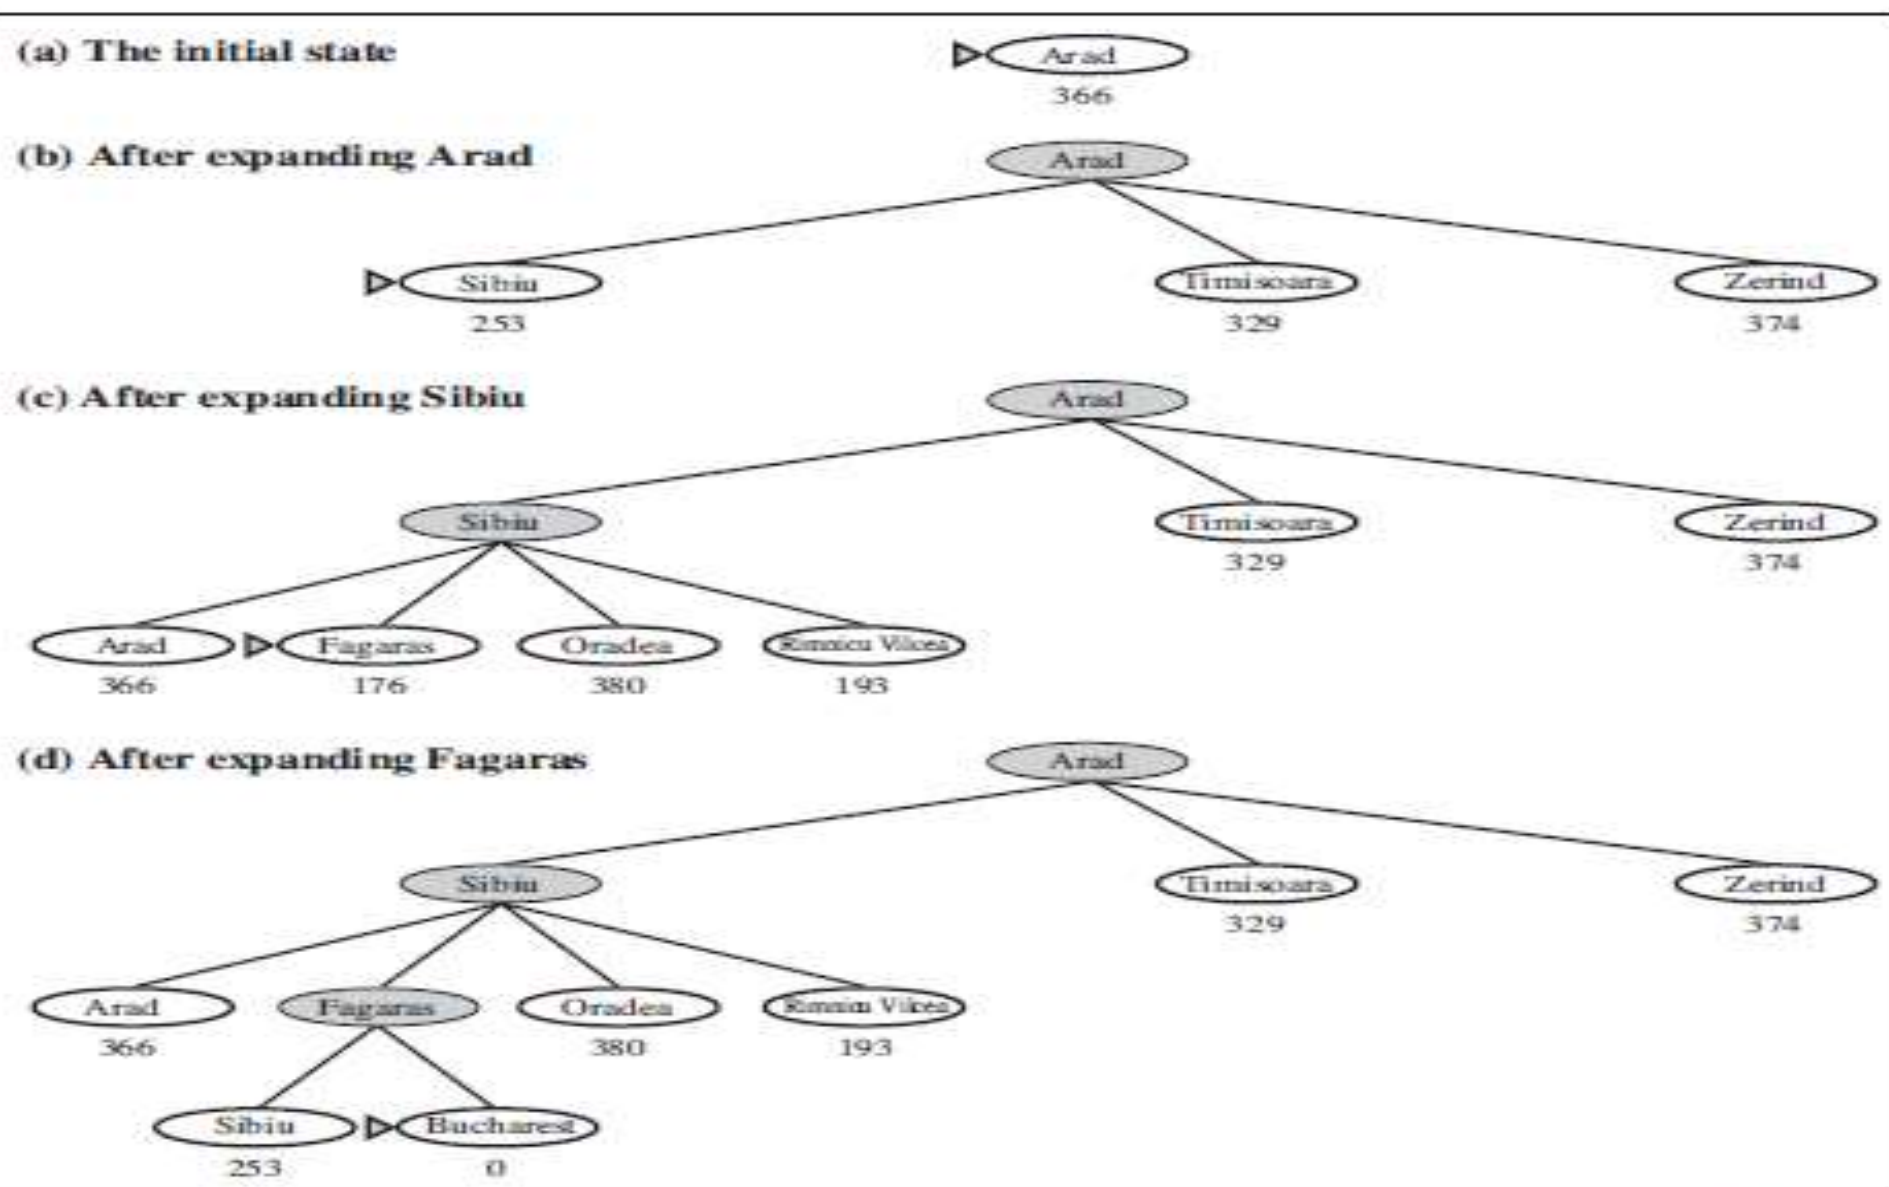 (a) The initial state
Arad
366
(b) After expanding Arad
Arad
Sibiu Timisoara Zerind
253 329 374
(c) After expanding Sibiu
Arad
Sibiu Timisoara Zerind
329 374
Arad Fagaras Oradea Rimnicu Vilcea
366 176 380 193
(d) After expanding Fagaras
Arad
Sibiu Timisoara Zerind
329 374
Arad Fagaras Oradea Rimnicu Vilcea
366 380 193
Sibiu Bucharest
253 0